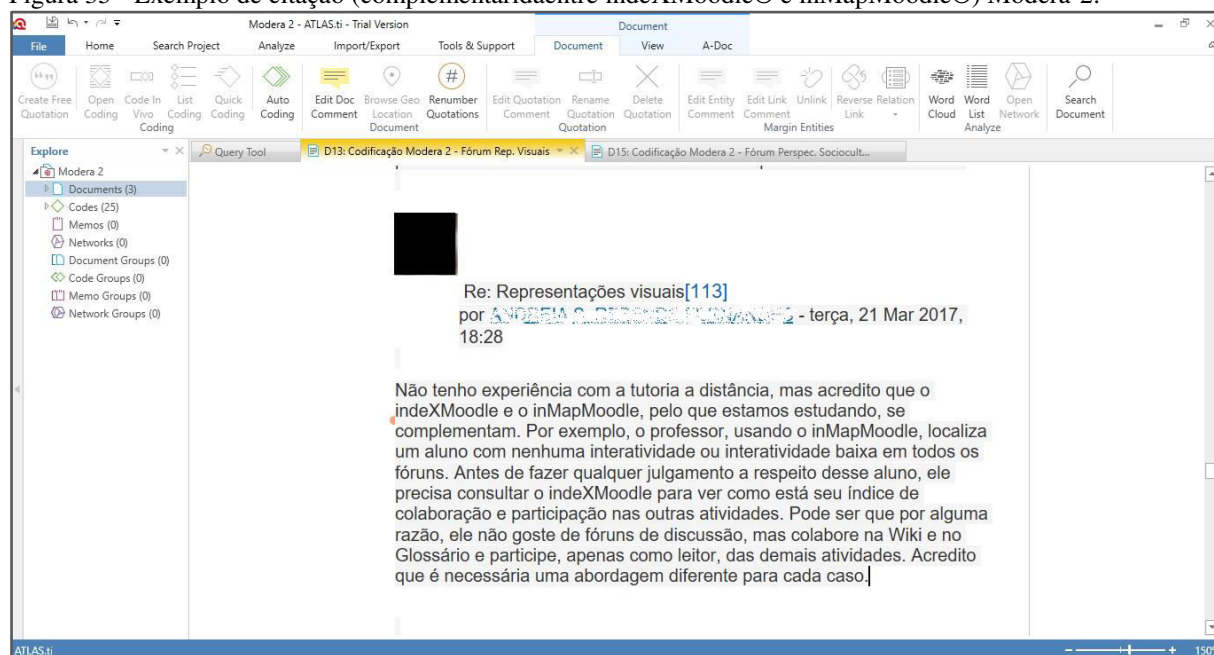 Figura 35 - Exemplo de citação (complementaridaentre indeXMoodle© e inMapMoodle©) Modera 2.
Modera 2 - ATLAS.ti - Trial Version
Document
File Home Search Project Analyze Import/Export Tools & Support Document View A-Doc
Create Free Quotation
Open Coding
Code In Vivo
List Coding
Quick Coding
Auto Coding
Edit Doc Comment
Browse Geo Location
Renumber Quotations
Edit Quotation Comment
Rename Quotation
Delete Quotation
Edit Entity Comment
Edit Link Comment
Unlink
Reverse Link
Relation
Word Cloud
Word List
Open Network
Search Document
Coding Document Quotation Margin Entities Analyze
Explore
Query Tool
D13: Codificação Modera 2 - Fórum Rep. Visuais
D15: Codificação Modera 2 - Fórum Perspec. Sociocult...
Modera 2
Documents (3)
Codes (25)
Memos (0)
Networks (0)
Document Groups (0)
Code Groups (0)
Memo Groups (0)
Network Groups (0)
Re: Representações visuais[113]
por - terça, 21 Mar 2017,
18:28
Não tenho experiência com a tutoria a distância, mas acredito que o
indeXMoodle e o inMapMoodle, pelo que estamos estudando, se
complementam. Por exemplo, o professor, usando o inMapMoodle, localiza
um aluno com nenhuma interatividade ou interatividade baixa em todos os
fóruns. Antes de fazer qualquer julgamento a respeito desse aluno, ele
precisa consultar o indeXMoodle para ver como está seu índice de
colaboração e participação nas outras atividades. Pode ser que por alguma
razão, ele não goste de fóruns de discussão, mas colabore na Wiki e no
Glossário e participe, apenas como leitor, das demais atividades. Acredito
que é necessária uma abordagem diferente para cada caso.
ATLAS.ti